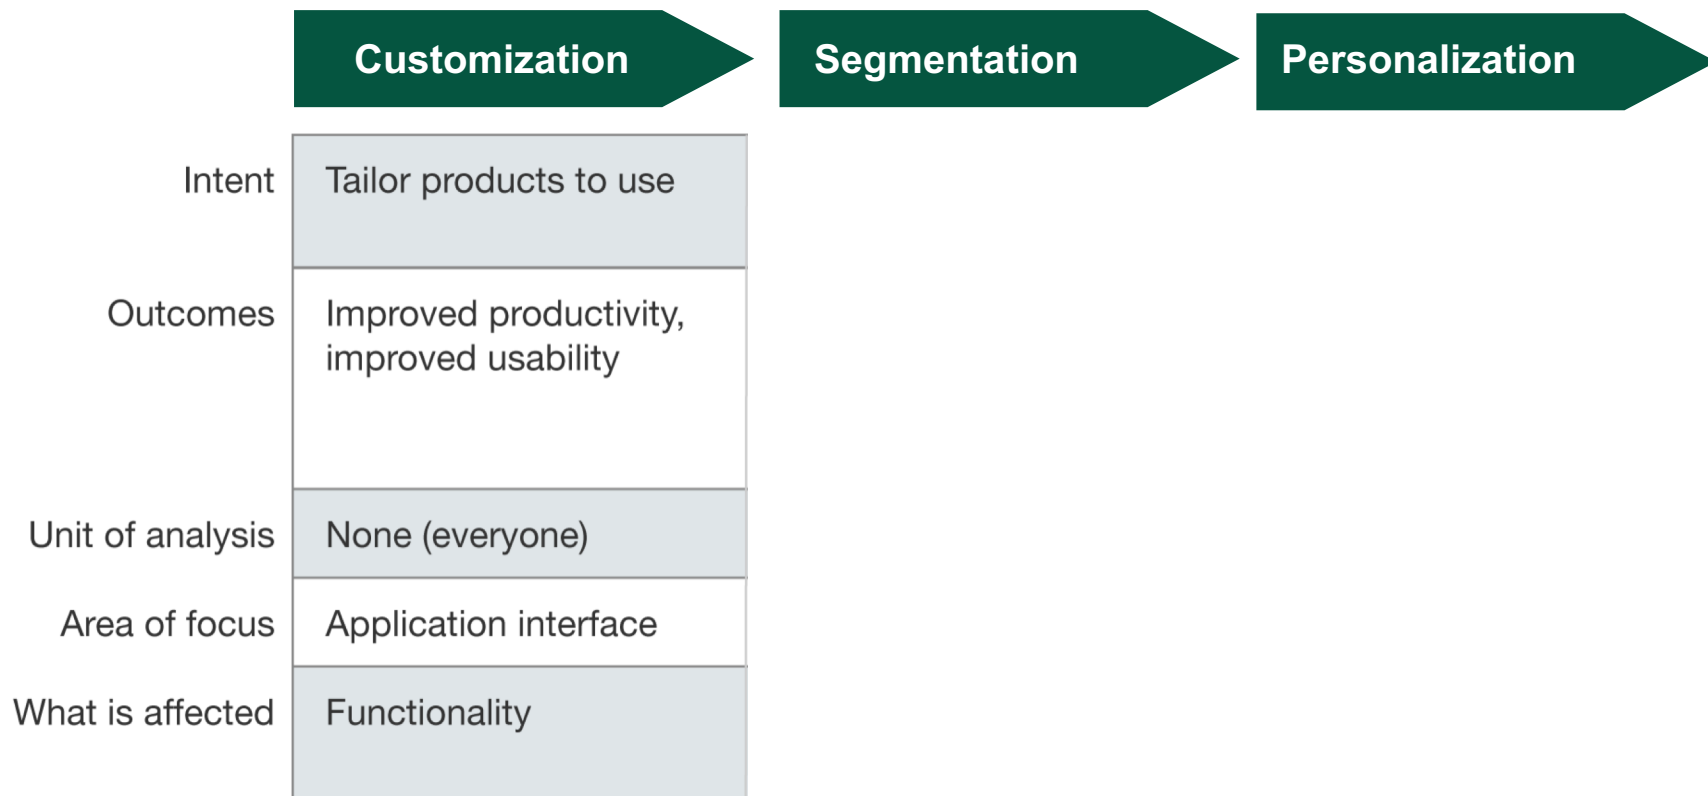 Customization
Segmentation
Personalization
Intent
Tailor products to use
Outcomes
Improved productivity,
improved usability
Unit of analysis
None (everyone)
Area of focus
Application interface
What is affected
Functionality